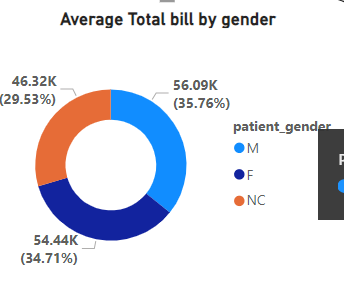 Average Total bill by gender
46.32K
(29.53%)
56.09K
(35.76%)
patient_gender
M
F
NC
54.44K
(34.71%)